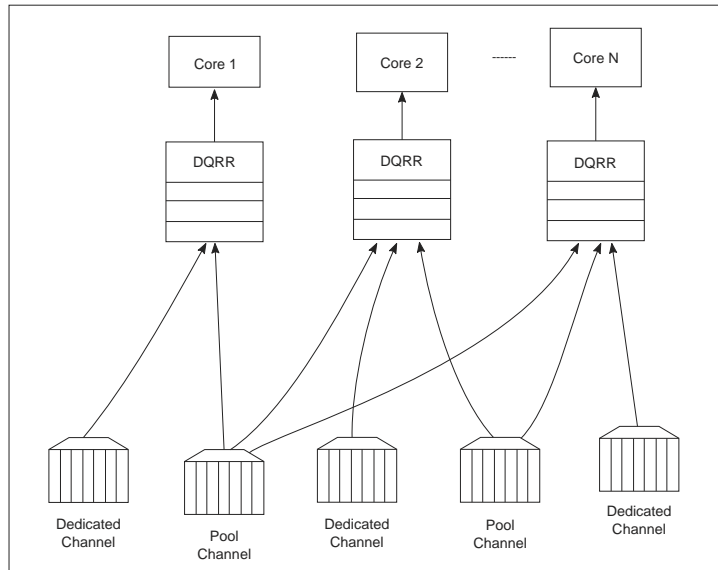 Core 1
Core 2
------
Core N
DQRR
DQRR
DQRR
Dedicated
Channel
Pool
Channel
Dedicated
Channel
Pool
Channel
Dedicated
Channel